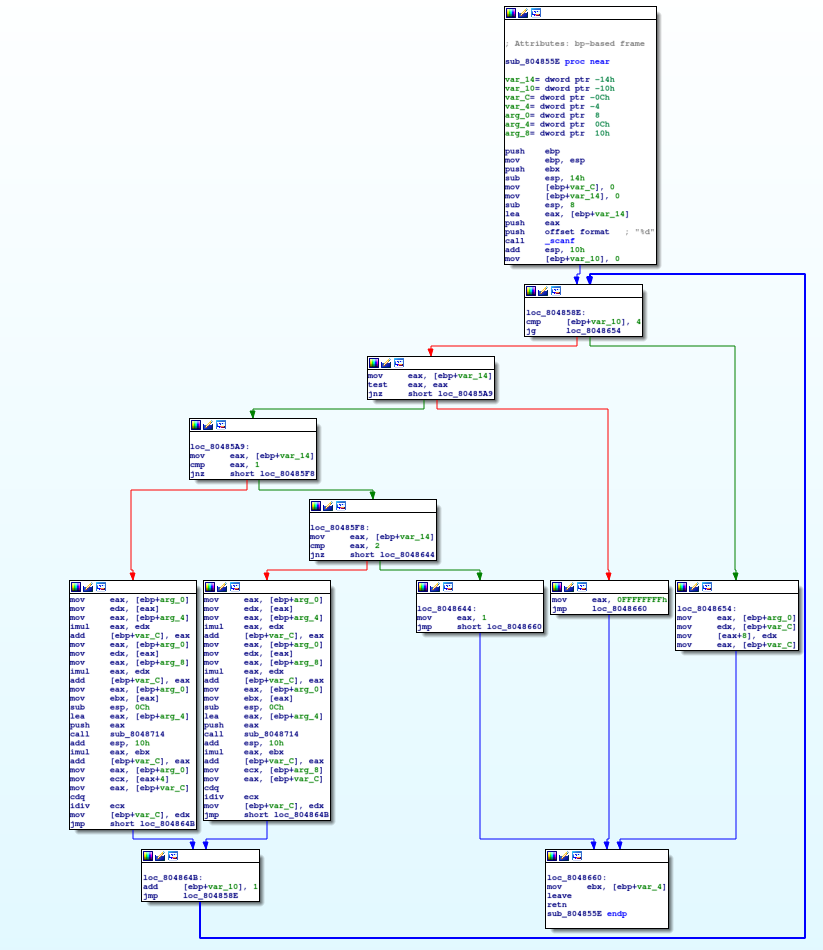 ; Attributes: bp-based frame
sub_804855E proc near
var_14= dword ptr -14h
var_10= dword ptr -10h
var_C= dword ptr -0Ch
var_4= dword ptr -4
arg_0= dword ptr  8
arg_4= dword ptr  0Ch
arg_8= dword ptr  10h
push    ebp
mov     ebp, esp
push    ebx
sub     esp, 14h
mov     [ebp+var_C], 0
mov     [ebp+var_14], 0
sub     esp, 8
lea     eax, [ebp+var_14]
push    eax
push    offset format   ; "%d"
call    _scanf
add     esp, 10h
mov     [ebp+var_10], 0
loc_804858E:
cmp     [ebp+var_10], 4
jg      loc_8048654
mov     eax, [ebp+var_14]
test    eax, eax
jnz     short loc_80485A9
loc_80485A9:
mov     eax, [ebp+var_14]
cmp     eax, 1
jnz     short loc_80485F8
loc_80485F8:
mov     eax, [ebp+var_14]
cmp     eax, 2
jnz     short loc_8048644
mov     eax, [ebp+arg_0]
mov     edx, [eax]
mov     eax, [ebp+arg_4]
imul    eax, edx
add     [ebp+var_C], eax
mov     eax, [ebp+arg_0]
mov     edx, [eax]
mov     eax, [ebp+arg_8]
imul    eax, edx
add     [ebp+var_C], eax
mov     eax, [ebp+arg_0]
mov     ebx, [eax]
sub     esp, 0Ch
lea     eax, [ebp+arg_4]
push    eax
call    sub_8048714
add     esp, 10h
imul    eax, ebx
add     [ebp+var_C], eax
mov     eax, [ebp+arg_0]
mov     ecx, [eax+4]
mov     eax, [ebp+var_C]
cdq
idiv    ecx
mov     [ebp+var_C], edx
jmp     short loc_804864B
mov     eax, [ebp+arg_0]
mov     edx, [eax]
mov     eax, [ebp+arg_4]
imul    eax, edx
add     [ebp+var_C], eax
mov     eax, [ebp+arg_0]
mov     edx, [eax]
mov     eax, [ebp+arg_8]
imul    eax, edx
add     [ebp+var_C], eax
mov     eax, [ebp+arg_0]
mov     ebx, [eax]
sub     esp, 0Ch
lea     eax, [ebp+arg_4]
push    eax
call    sub_8048714
add     esp, 10h
imul    eax, ebx
add     [ebp+var_C], eax
mov     ecx, [ebp+arg_8]
mov     eax, [ebp+var_C]
cdq
idiv    ecx
mov     [ebp+var_C], edx
jmp     short loc_804864B
loc_8048644:
mov     eax, 1
jmp     short loc_8048660
mov     eax, 0FFFFFFFFh
jmp     loc_8048660
loc_8048654:
mov     eax, [ebp+arg_0]
mov     edx, [ebp+var_C]
mov     [eax+8], edx
mov     eax, [ebp+var_C]
loc_804864B:
add     [ebp+var_10], 1
jmp     loc_804858E
loc_8048660:
mov     ebx, [ebp+var_4]
leave
retn
sub_804855E endp